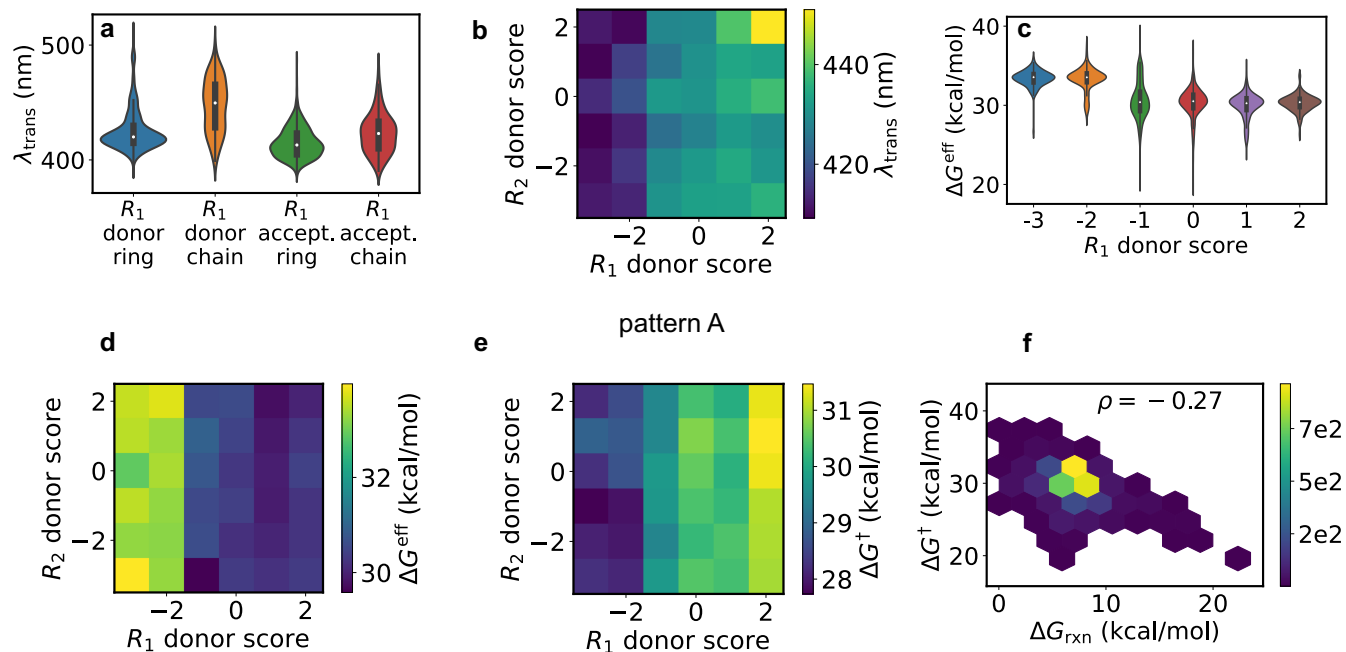 a
500
400
λtrans (nm)
R1 donor ring
R1 donor chain
R1 accept. ring
R1 accept. chain
b
2
0
−2
R2 donor score
−2 0 2
R1 donor score
440
420
λtrans (nm)
c
40
30
20
ΔG^eff (kcal/mol)
-3 -2 -1 0 1 2
R1 donor score
pattern A
d
2
0
−2
R2 donor score
−2 0 2
R1 donor score
32
30
ΔG^eff (kcal/mol)
e
2
0
−2
R2 donor score
−2 0 2
R1 donor score
31
30
29
28
ΔG† (kcal/mol)
f
ρ = −0.27
40
30
20
ΔG† (kcal/mol)
0 10 20
ΔGrxn (kcal/mol)
7e2
5e2
2e2